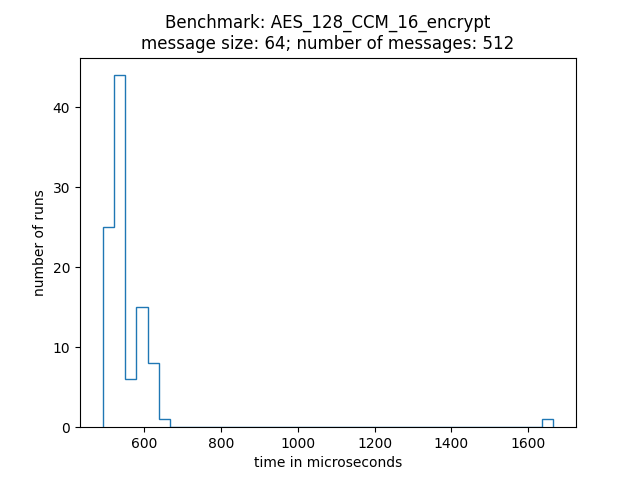 Benchmark: AES_128_CCM_16_encrypt
message size: 64; number of messages: 512
40
30
20
10
0
number of runs
600 800 1000 1200 1400 1600
time in microseconds